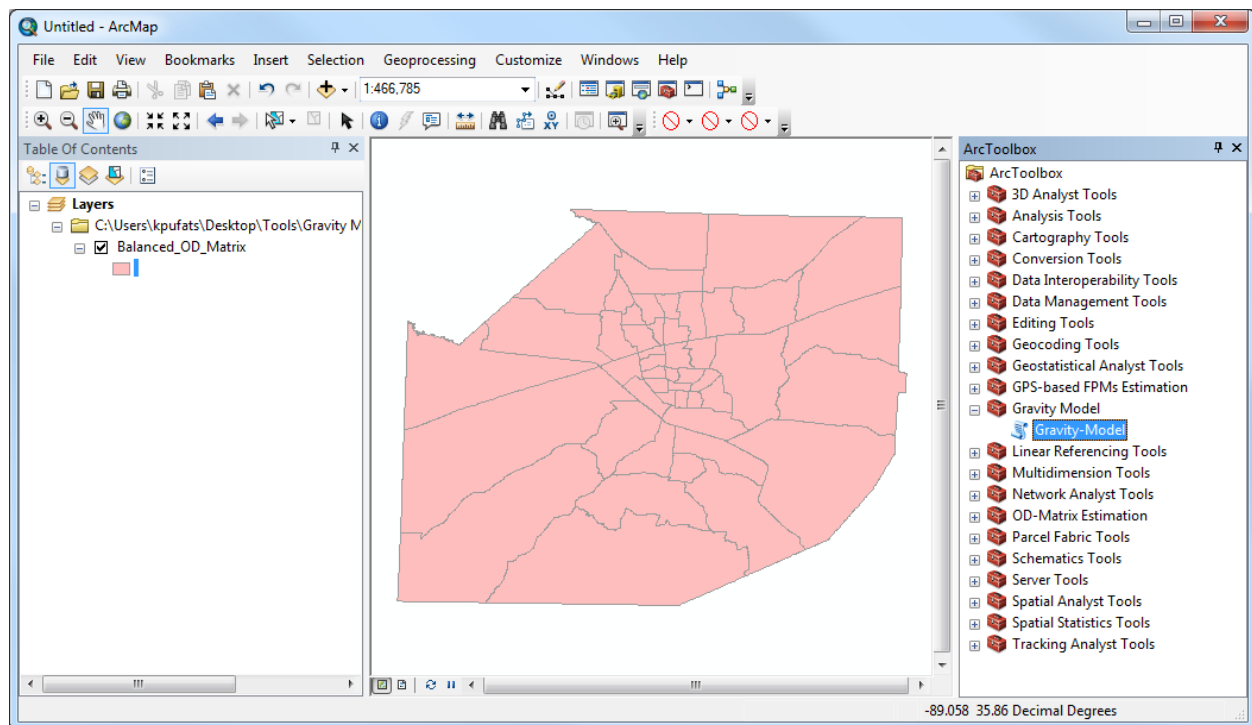 Untitled - ArcMap
File Edit View Bookmarks Insert Selection Geoprocessing Customize Windows Help
1:466,785
Table Of Contents
Layers
C:\Users\kpufats\Desktop\Tools\Gravity M
Balanced_OD_Matrix
ArcToolbox
ArcToolbox
3D Analyst Tools
Analysis Tools
Cartography Tools
Conversion Tools
Data Interoperability Tools
Data Management Tools
Editing Tools
Geocoding Tools
Geostatistical Analyst Tools
GPS-based FPMs Estimation
Gravity Model
Gravity-Model
Linear Referencing Tools
Multidimension Tools
Network Analyst Tools
OD-Matrix Estimation
Parcel Fabric Tools
Schematics Tools
Server Tools
Spatial Analyst Tools
Spatial Statistics Tools
Tracking Analyst Tools
-89.058 35.86 Decimal Degrees